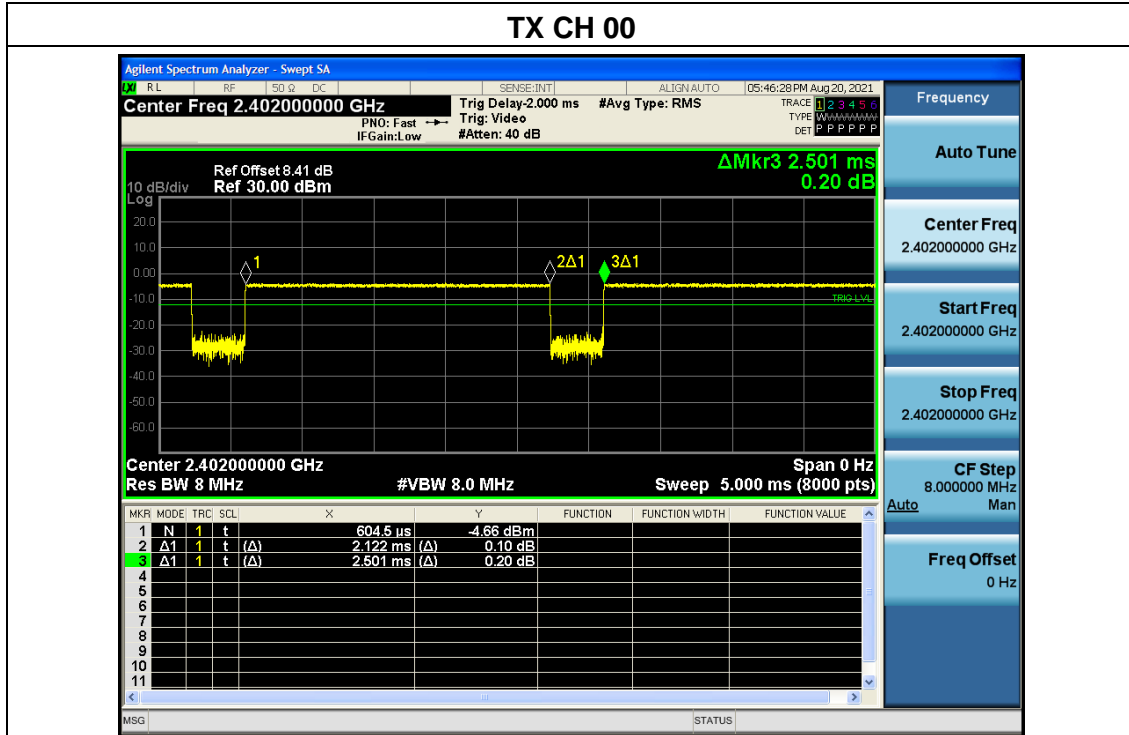 TX CH 00
Agilent Spectrum Analyzer - Swept SA
LXI RL RF 50 Ω DC SENSE:INT ALIGN AUTO 05:46:28 PM Aug 20, 2021
Center Freq 2.402000000 GHz Trig Delay-2.000 ms #Avg Type: RMS TRACE 1 2 3 4 5 6
PNO: Fast Trig: Video TYPE
IFGain:Low #Atten: 40 dB DET P P P P P P
Ref Offset 8.41 dB ΔMkr3 2.501 ms
10 dB/div Ref 30.00 dBm 0.20 dB
Log
20.0
10.0
1 2Δ1 3Δ1
0.00
-10.0
TRIG LVL
-20.0
-30.0
-40.0
-50.0
-60.0
Center 2.402000000 GHz Span 0 Hz
Res BW 8 MHz #VBW 8.0 MHz Sweep 5.000 ms (8000 pts)
MKR MODE TRC SCL X Y FUNCTION FUNCTION WIDTH FUNCTION VALUE
1 N 1 t 604.5 µs -4.66 dBm
2 Δ1 1 t (Δ) 2.122 ms (Δ) 0.10 dB
3 Δ1 1 t (Δ) 2.501 ms (Δ) 0.20 dB
4
5
6
7
8
9
10
11
MSG STATUS
Frequency
Auto Tune
Center Freq
2.402000000 GHz
Start Freq
2.402000000 GHz
Stop Freq
2.402000000 GHz
CF Step
8.000000 MHz
Auto Man
Freq Offset
0 Hz